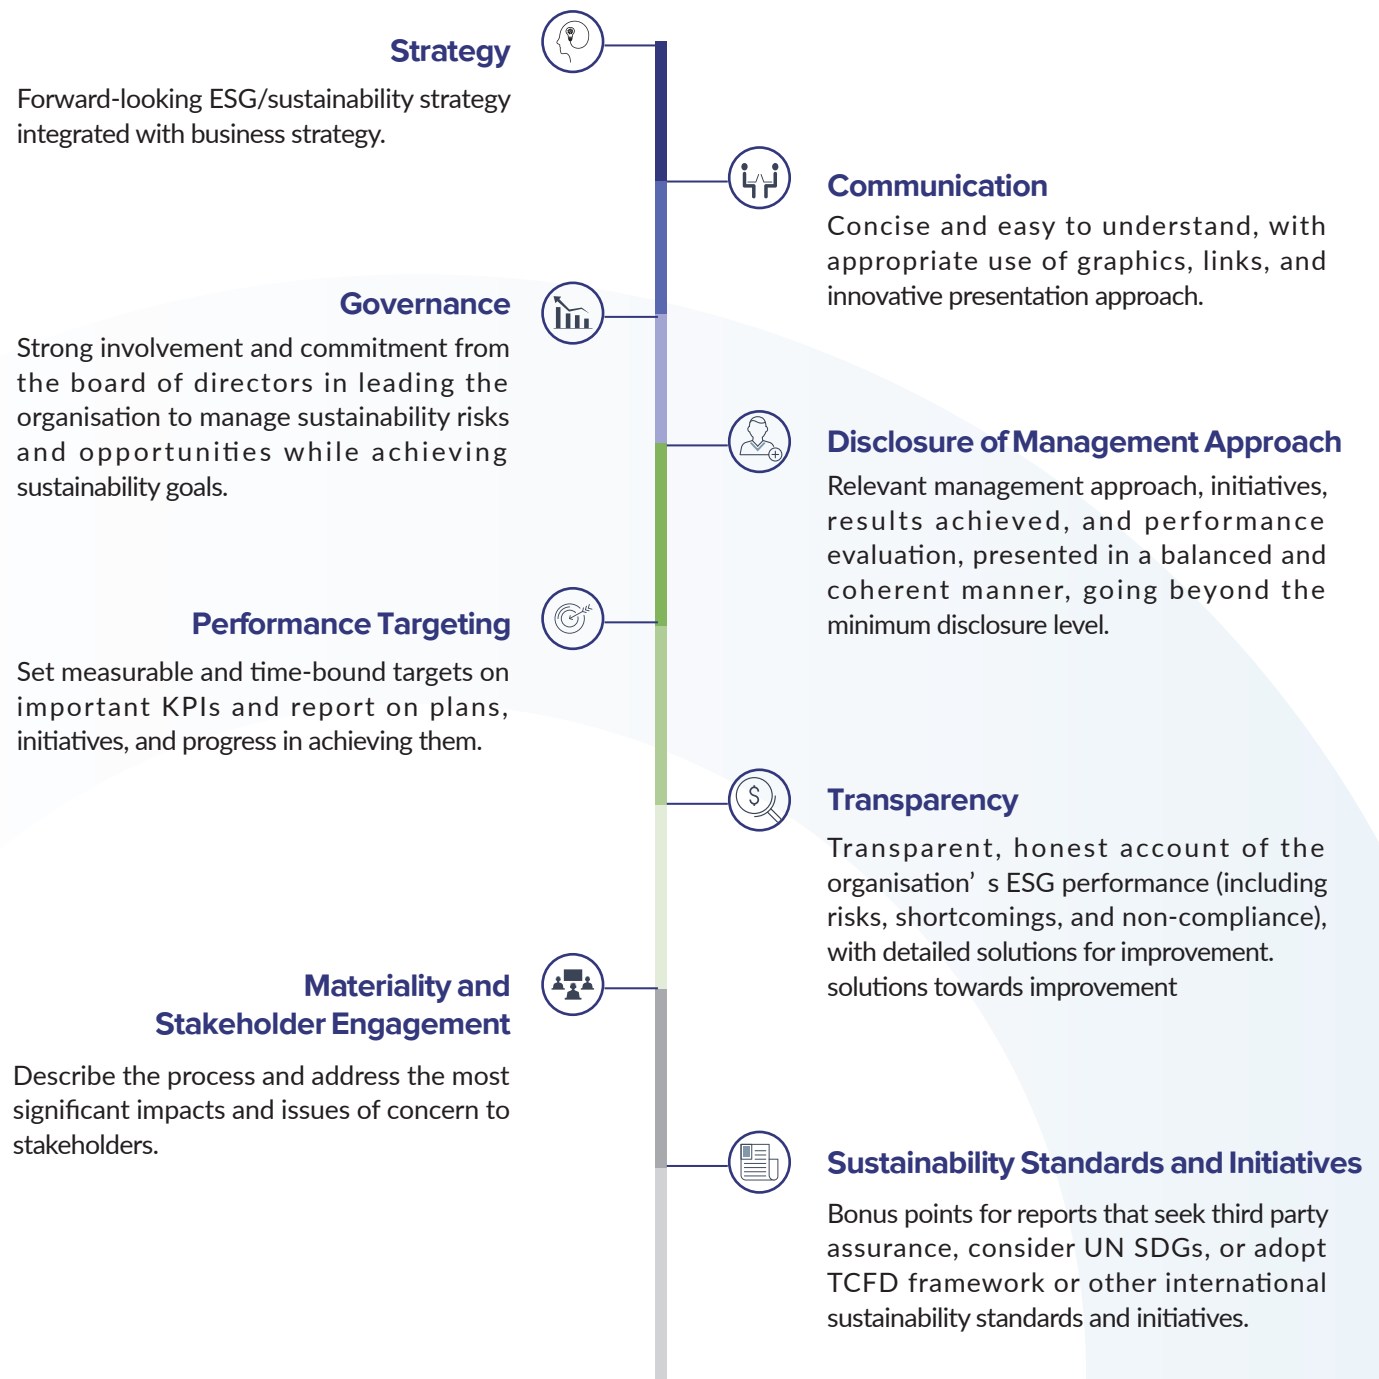 Strategy
Forward-looking ESG/sustainability strategy
integrated with business strategy.
Communication
Concise and easy to understand, with
appropriate use of graphics, links, and
innovative presentation approach.
Governance
Strong involvement and commitment from
the board of directors in leading the
organisation to manage sustainability risks
and opportunities while achieving
sustainability goals.
Disclosure of Management Approach
Relevant management approach, initiatives,
results achieved, and performance
evaluation, presented in a balanced and
coherent manner, going beyond the
minimum disclosure level.
Performance Targeting
Set measurable and time-bound targets on
important KPIs and report on plans,
initiatives, and progress in achieving them.
$
Transparency
Transparent, honest account of the
organisation’ s ESG performance (including
risks, shortcomings, and non-compliance),
with detailed solutions for improvement.
solutions towards improvement
Materiality and
Stakeholder Engagement
Describe the process and address the most
significant impacts and issues of concern to
stakeholders.
Sustainability Standards and Initiatives
Bonus points for reports that seek third party
assurance, consider UN SDGs, or adopt
TCFD framework or other international
sustainability standards and initiatives.